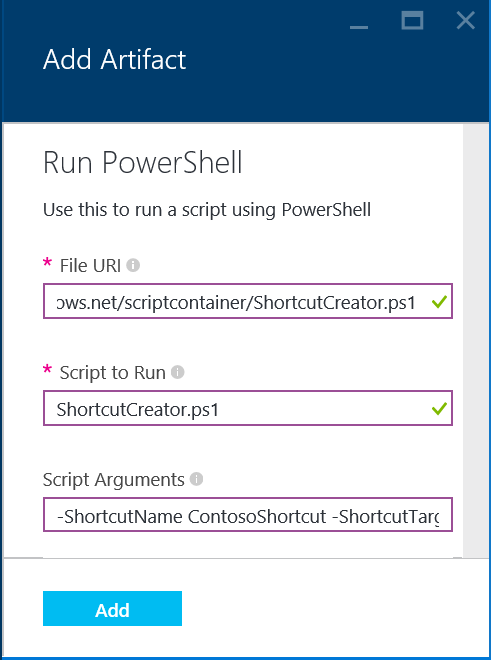 Add Artifact
Run PowerShell
Use this to run a script using PowerShell
* File URI
ows.net/scriptcontainer/ShortcutCreator.ps1
* Script to Run
ShortcutCreator.ps1
Script Arguments
-ShortcutName ContosoShortcut -ShortcutTarg
Add